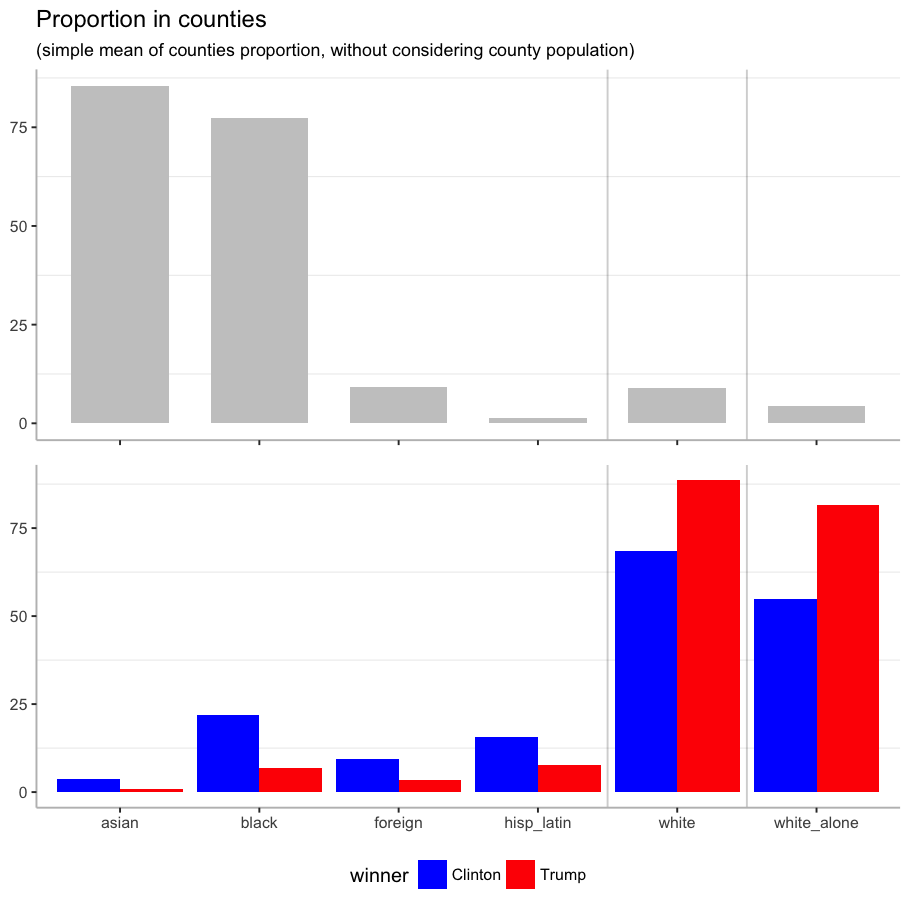 Proportion in counties
(simple mean of counties proportion, without considering county population)
75
50
25
0
75
50
25
0
asian black foreign hisp_latin white white_alone
winner Clinton Trump